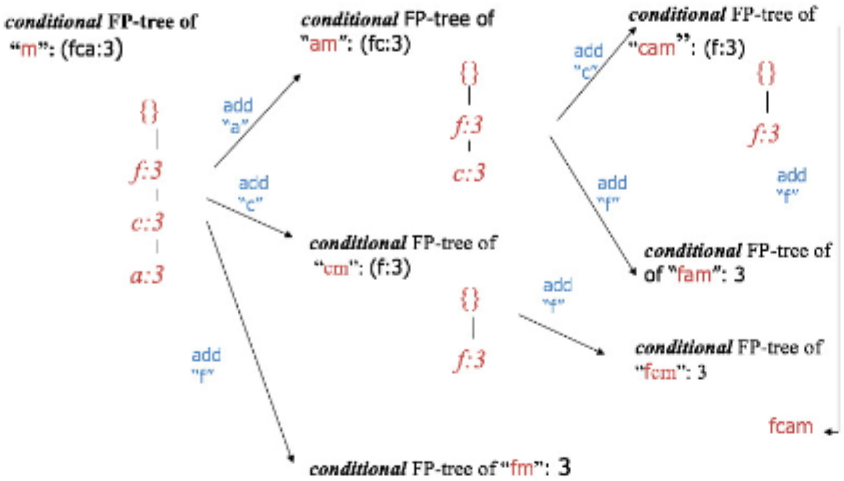 conditional FP-tree of
“m”: (fca:3)
{}
f:3
c:3
a:3
add
“a”
add
“c”
add
“f”
conditional FP-tree of
“am”: (fc:3)
{}
f:3
c:3
conditional FP-tree of
“cm”: (f:3)
{}
f:3
conditional FP-tree of “fm”: 3
add
“c”
add
“f”
add
“f”
conditional FP-tree of
“cam”: (f:3)
{}
f:3
add
“f”
conditional FP-tree of
of “fam”: 3
conditional FP-tree of
“fcm”: 3
fcam